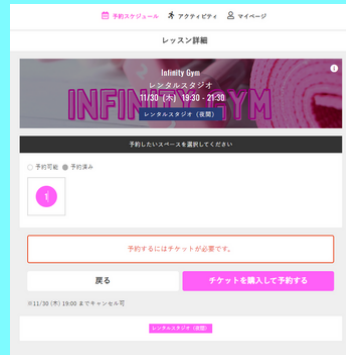 予約スケジュール アクティビティ マイページ
レッスン詳細
Infinity Gym
レンタルスタジオ
11/30 (木) 19:30 - 21:30
レンタルスタジオ（夜間）
INFINITY GYM
予約したいスペースを選択してください
予約可能 予約済み
1
予約するにはチケットが必要です。
戻る チケットを購入して予約する
※11/30 (木) 19:00 までキャンセル可
レンタルスタジオ（夜間）